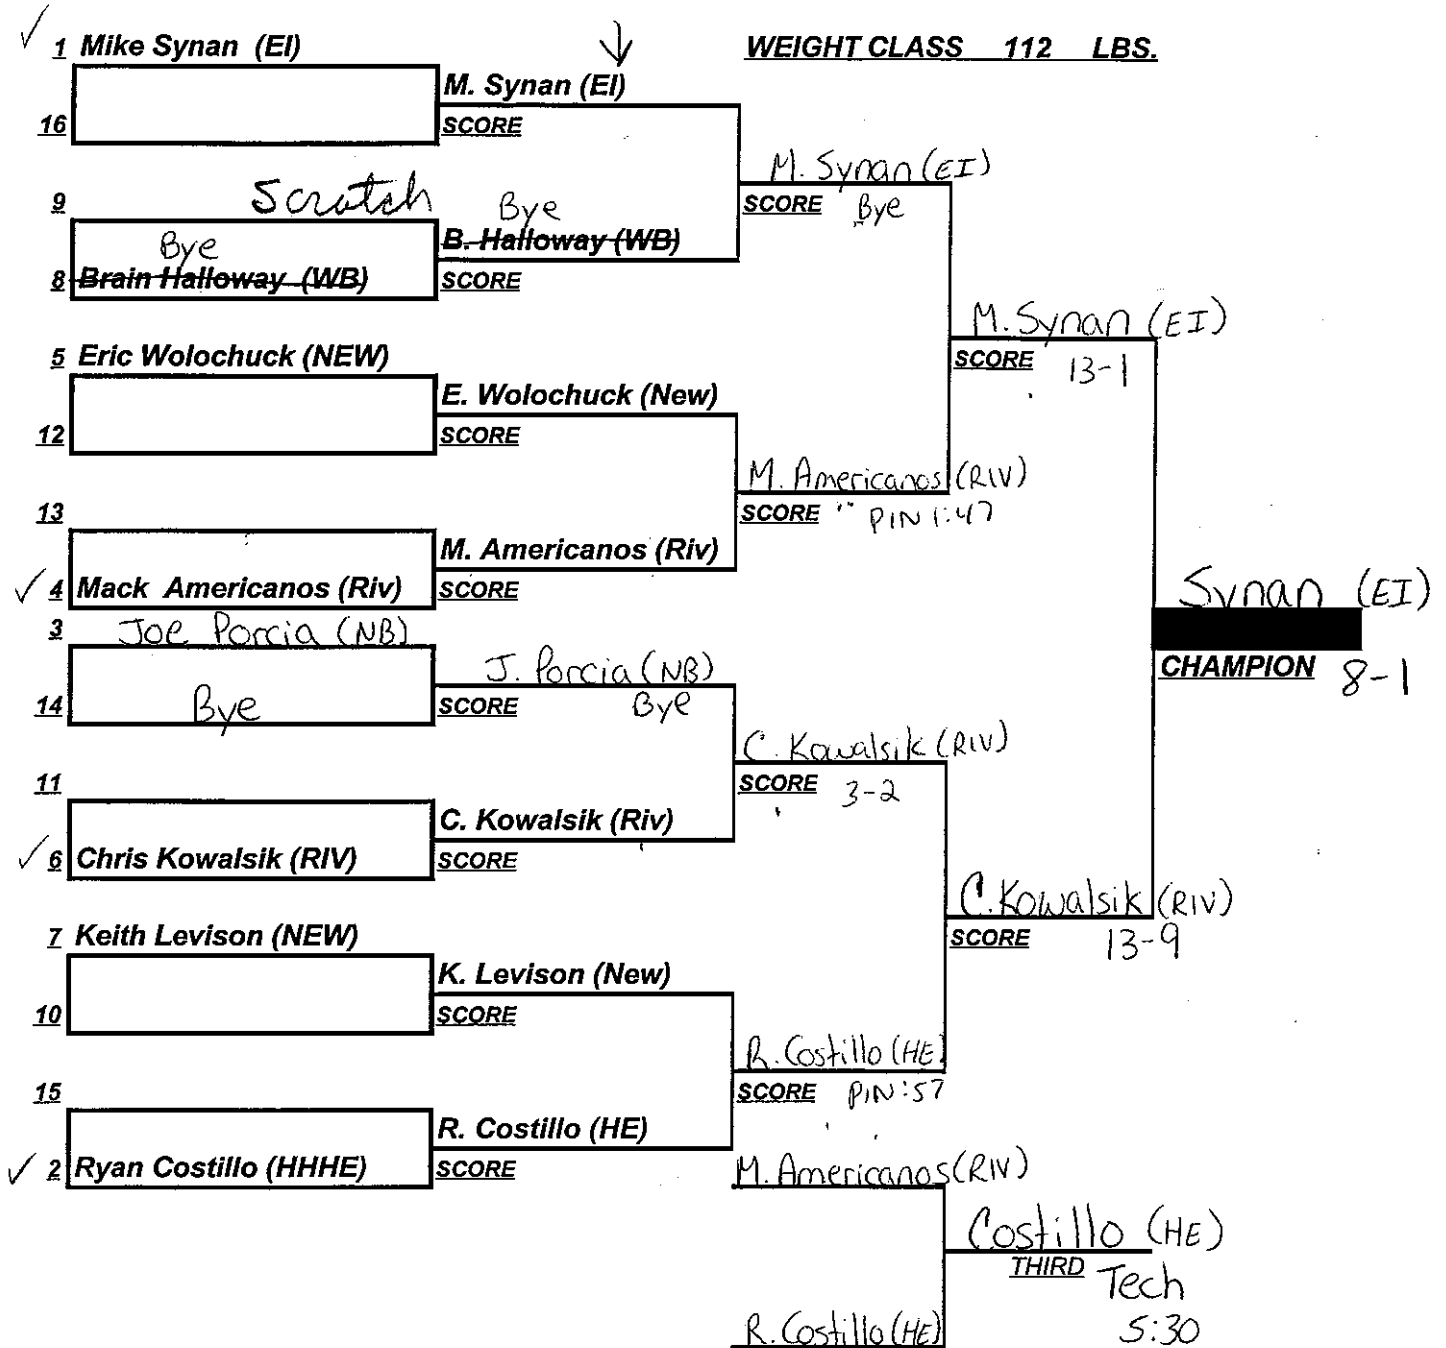 1 Mike Synan (EI)
WEIGHT CLASS 112 LBS.
M. Synan (EI)
16
SCORE
M. Synan (EI)
SCORE Bye
9
Scratch
Bye
Bye
B. Halloway (WB)
8 Brain Halloway (WB)
SCORE
M. Synan (EI)
SCORE 13-1
5 Eric Wolochuck (NEW)
E. Wolochuck (New)
12
SCORE
M. Americanos (RIV)
SCORE PIN 1:47
13
M. Americanos (Riv)
4 Mack Americanos (Riv)
SCORE
Synan (EI)
CHAMPION 8-1
3 Joe Porcia (NB)
J. Porcia (NB)
14 Bye
SCORE Bye
C. Kowalsik (RIV)
SCORE 3-2
11
C. Kowalsik (Riv)
6 Chris Kowalsik (RIV)
SCORE
C. Kowalsik (RIV)
SCORE 13-9
7 Keith Levison (NEW)
K. Levison (New)
10
SCORE
R. Costillo (HE)
SCORE PIN :57
15
R. Costillo (HE)
2 Ryan Costillo (HHHE)
SCORE
M. Americanos (RIV)
Costillo (HE)
THIRD Tech
5:30
R. Costillo (HE)